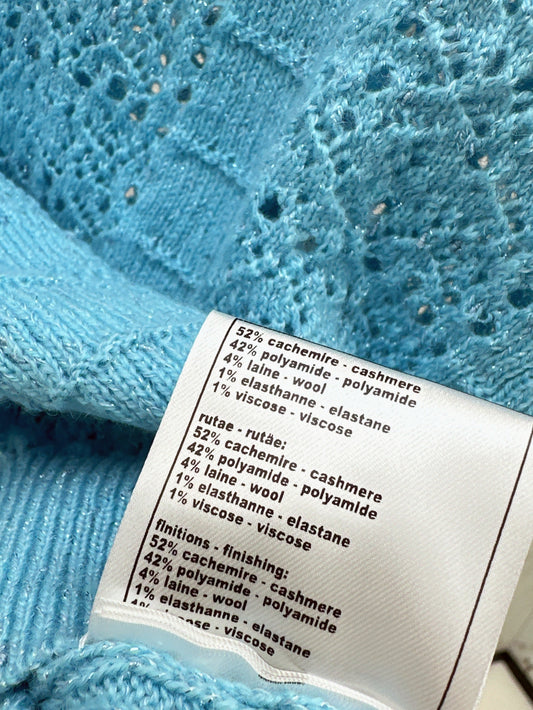 52% cachemire - cashmere
42% polyamide - polyamide
4% laine - wool
1% elasthanne - elastane
1% viscose - viscose
rutae - rutae:
52% cachemire - cashmere
42% polyamide - polyamide
4% laine - wool
1% elasthanne - elastane
1% viscose - viscose
finitions - finishing:
52% cachemire - cashmere
42% polyamide - polyamide
4% laine - wool
1% elasthanne - elastane
viscose - viscose